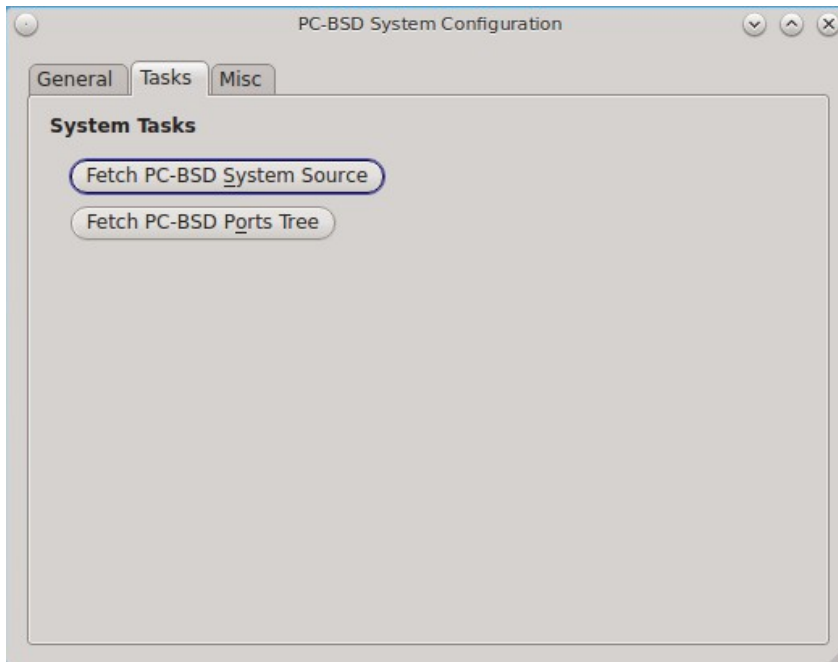 PC-BSD System Configuration
General Tasks Misc
System Tasks
Fetch PC-BSD System Source
Fetch PC-BSD Ports Tree